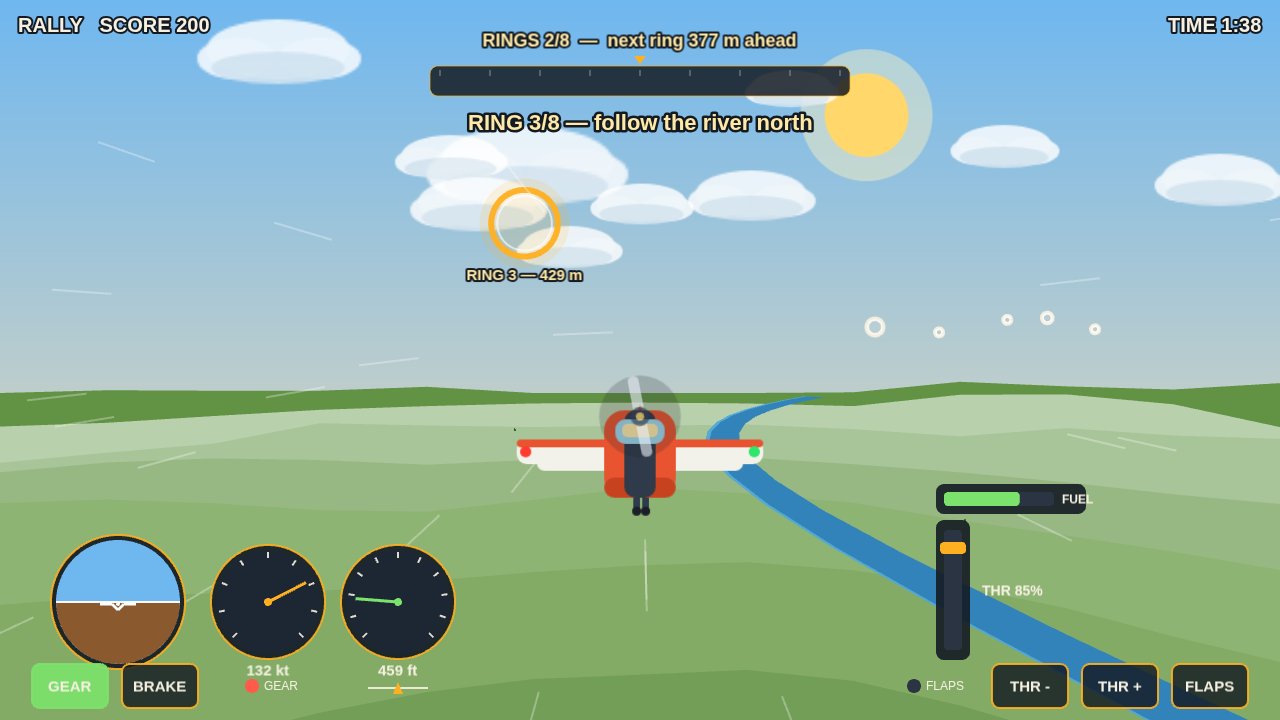 RALLY SCORE 200
TIME 1:38
RINGS 2/8 — next ring 377 m ahead
RING 3/8 — follow the river north
RING 3 — 429 m
FUEL
THR 85%
132 kt
459 ft
GEAR
FLAPS
GEAR
BRAKE
THR -
THR +
FLAPS